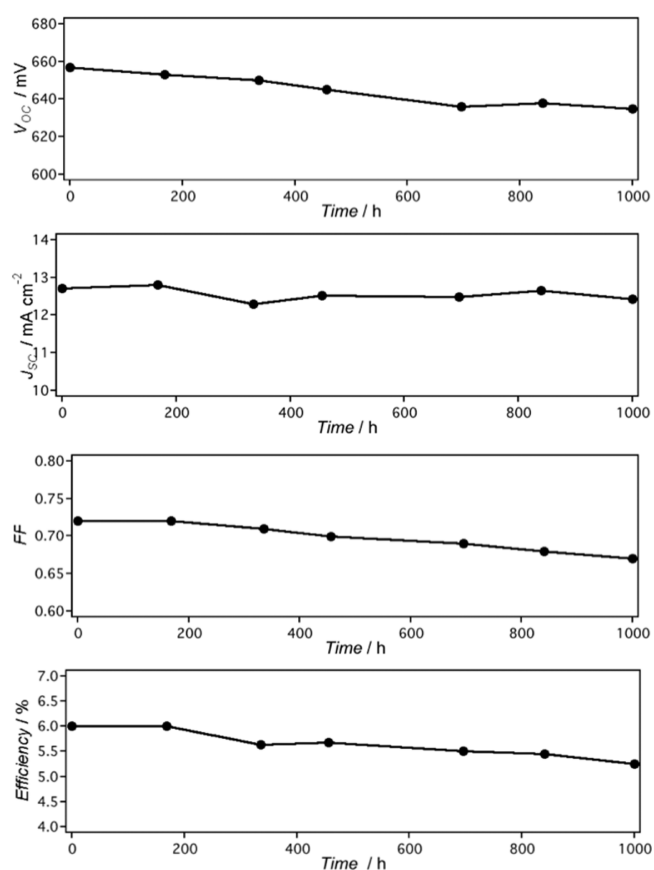 680
660
640
620
600
V_OC / mV
0 200 400 600 800 1000
Time / h
14
13
12
11
10
J_SC / mA cm⁻²
0 200 400 600 800 1000
Time / h
0.80
0.75
0.70
0.65
0.60
FF
0 200 400 600 800 1000
Time / h
7.0
6.5
6.0
5.5
5.0
4.5
4.0
Efficiency / %
0 200 400 600 800 1000
Time / h